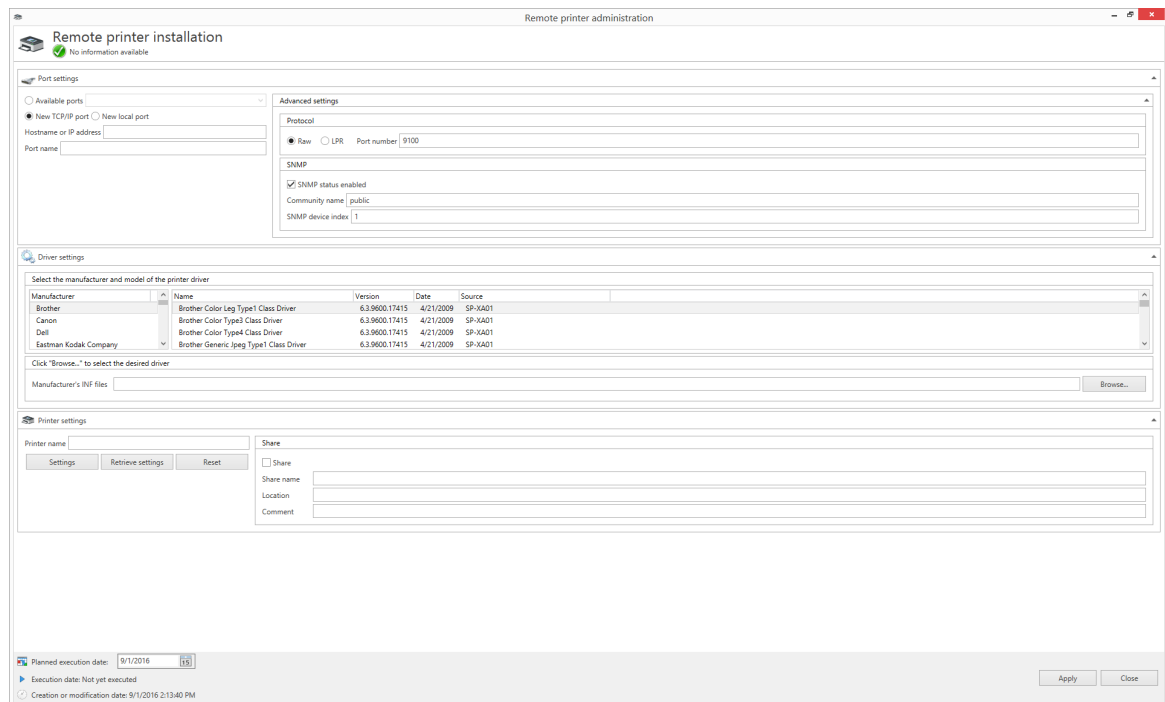 Remote printer administration
Remote printer installation
No information available
Port settings
Available ports
New TCP/IP port New local port
Hostname or IP address
Port name
Advanced settings
Protocol
Raw LPR Port number 9100
SNMP
SNMP status enabled
Community name public
SNMP device index 1
Driver settings
Select the manufacturer and model of the printer driver
Manufacturer Name Version Date Source
Brother Brother Color Leg Type1 Class Driver 6.3.9600.17415 4/21/2009 SP-XA01
Canon Brother Color Type3 Class Driver 6.3.9600.17415 4/21/2009 SP-XA01
Dell Brother Color Type4 Class Driver 6.3.9600.17415 4/21/2009 SP-XA01
Eastman Kodak Company Brother Generic Jpeg Type1 Class Driver 6.3.9600.17415 4/21/2009 SP-XA01
Click "Browse..." to select the desired driver
Manufacturer's INF files Browse...
Printer settings
Printer name
Settings Retrieve settings Reset
Share
Share
Share name
Location
Comment
Planned execution date: 9/1/2016 15
Execution date: Not yet executed
Creation or modification date: 9/1/2016 2:13:40 PM
Apply Close